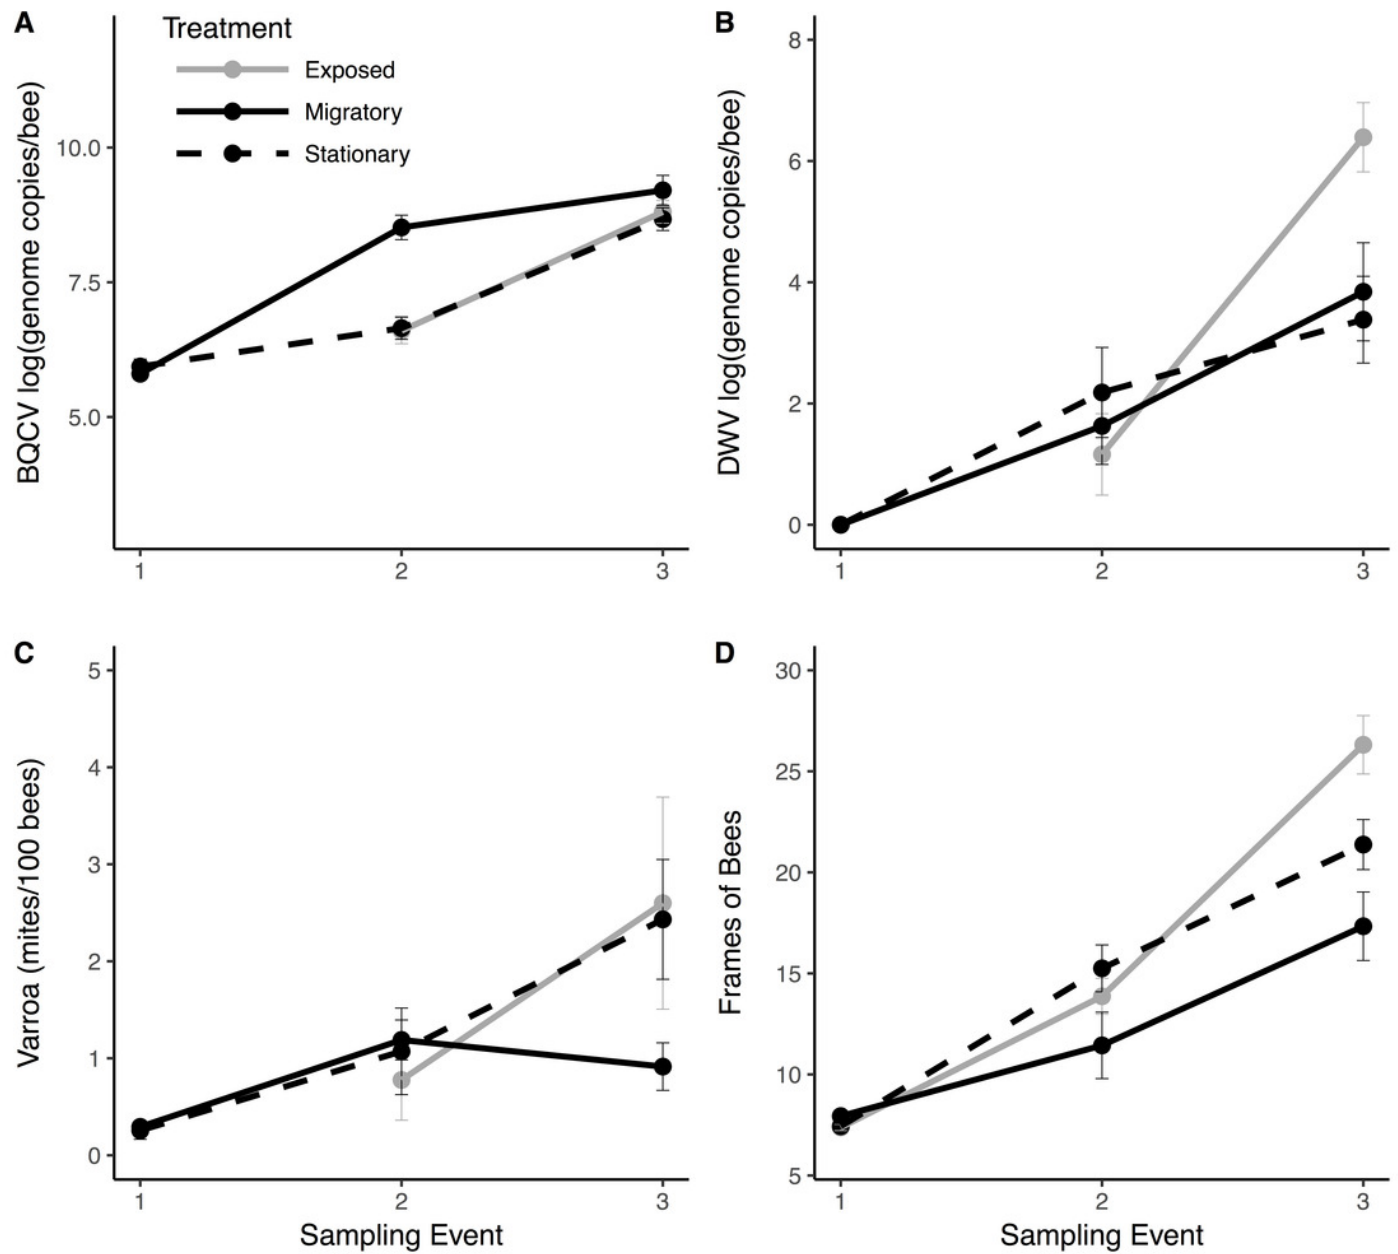 A
Treatment
Exposed
Migratory
Stationary
BQCV log(genome copies/bee)
10.0
7.5
5.0
1
2
3
B
DWV log(genome copies/bee)
8
6
4
2
0
1
2
3
C
Varroa (mites/100 bees)
5
4
3
2
1
0
1
2
3
Sampling Event
D
Frames of Bees
30
25
20
15
10
5
1
2
3
Sampling Event